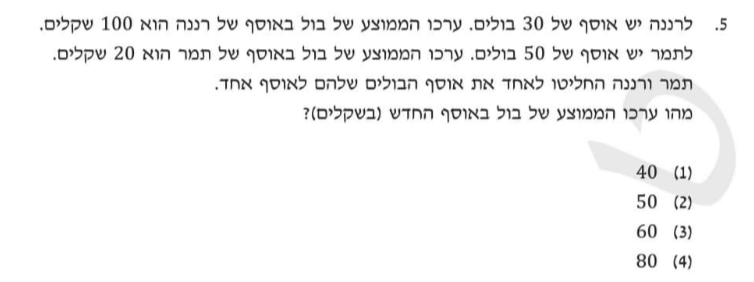 5. לרננה יש אוסף של 30 בולים. ערכו הממוצע של בול באוסף של רננה הוא 100 שקלים.
לתמר יש אוסף של 50 בולים. ערכו הממוצע של בול באוסף של תמר הוא 20 שקלים.
תמר ורננה החליטו לאחד את אוסף הבולים שלהם לאוסף אחד.
מהו ערכו הממוצע של בול באוסף החדש (בשקלים)?
(1) 40
(2) 50
(3) 60
(4) 80